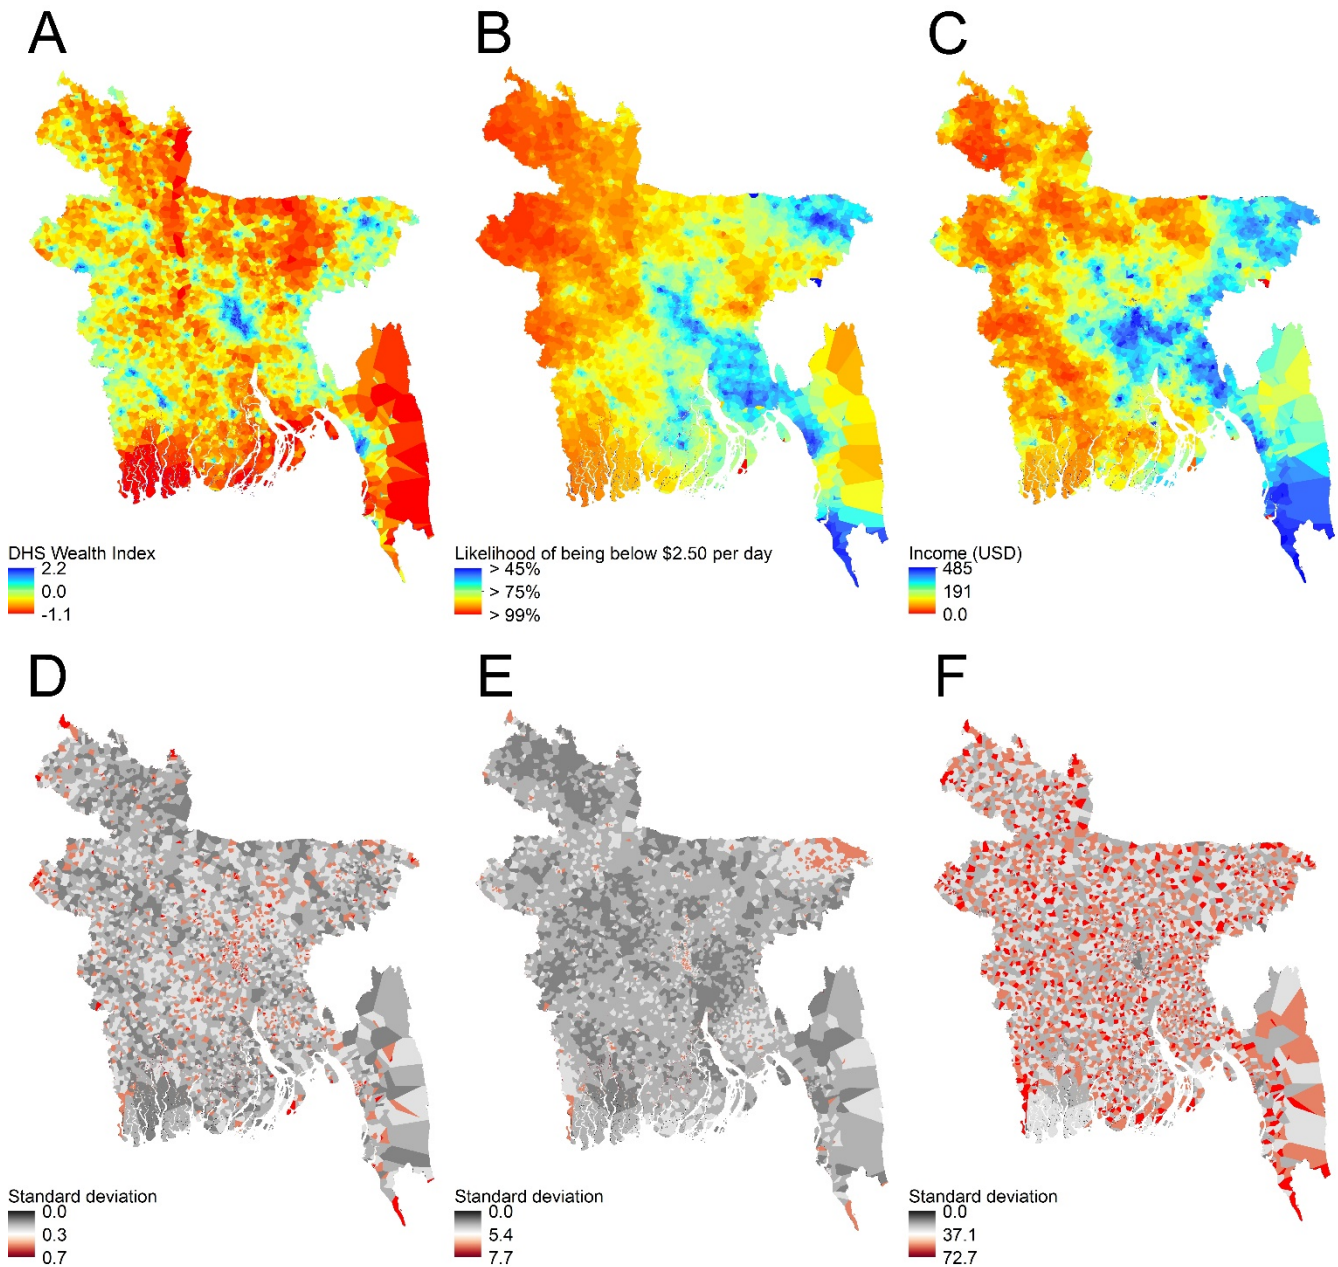 A
B
C
DHS Wealth Index
2.2
0.0
-1.1
Likelihood of being below $2.50 per day
> 45%
> 75%
> 99%
Income (USD)
485
191
0.0
D
E
F
Standard deviation
0.0
0.3
0.7
Standard deviation
0.0
5.4
7.7
Standard deviation
0.0
37.1
72.7